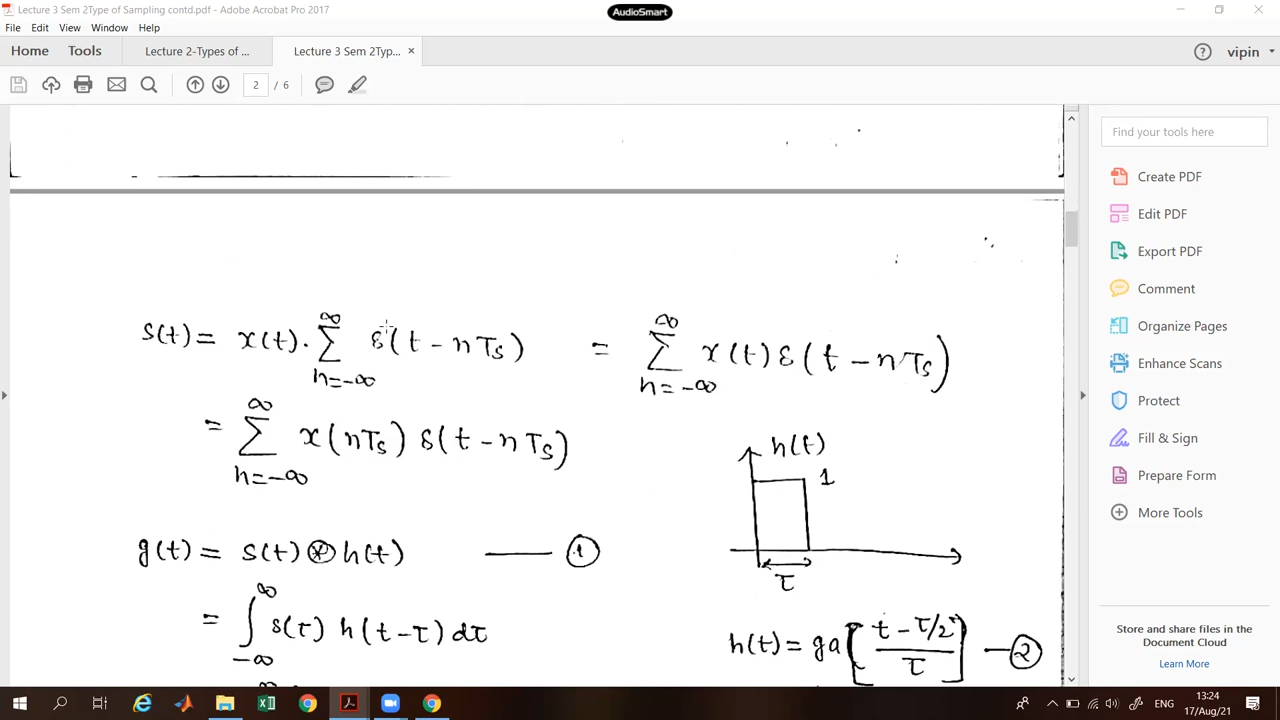 Lecture 3 Sem 2Type of Sampling contd.pdf - Adobe Acrobat Pro 2017
AudioSmart
File Edit View Window Help
Home Tools Lecture 2-Types of ... Lecture 3 Sem 2Typ... × vipin
2 / 6
Find your tools here
Create PDF
Edit PDF
Export PDF
Comment
Organize Pages
Enhance Scans
Protect
Fill & Sign
Prepare Form
More Tools
Store and share files in the
Document Cloud
Learn More
s(t) = x(t) · ∑_{n=-∞}^{∞} δ(t - nTs) = ∑_{n=-∞}^{∞} x(t) δ(t - nTs)
= ∑_{n=-∞}^{∞} x(nTs) δ(t - nTs)
h(t)
1
τ
g(t) = s(t) ⊛ h(t) —— ①
= ∫_{-∞}^{∞} s(τ) h(t-τ) dτ
h(t) = ga[(t - τ/2)/τ] — ②
∞
13:24
ENG
17/Aug/21